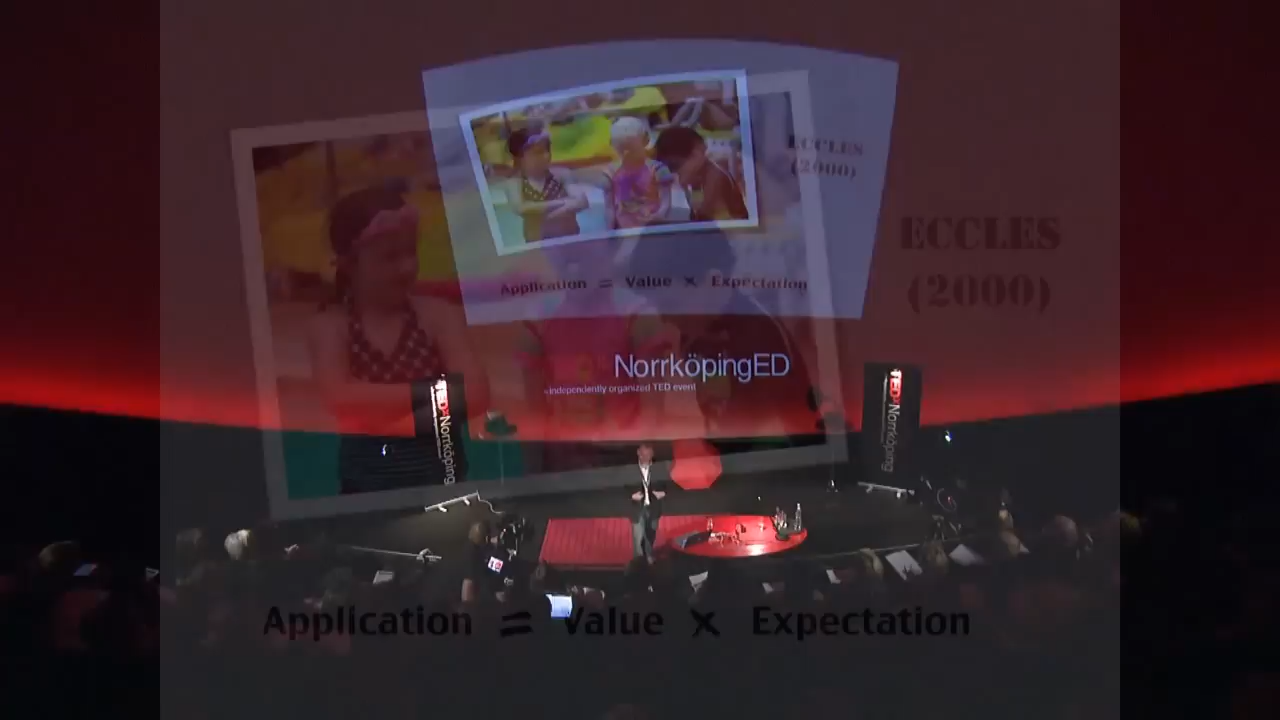 ECCLES
(2000)
Application = Value × Expectation
ECCLES
(2000)
NorrköpingED
independently organized TED event
TEDxNorrköping
TEDxNorrköping
Application = Value × Expectation